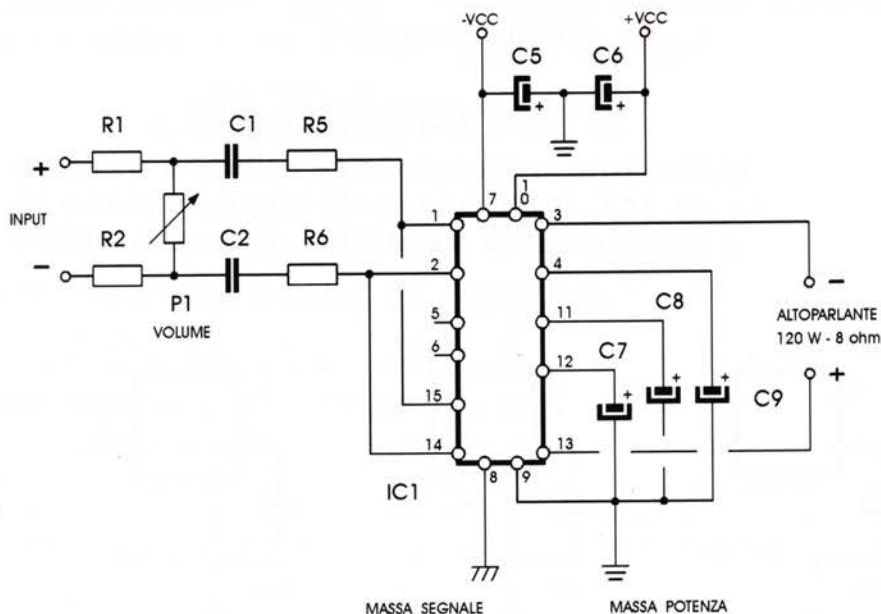 -VCC +VCC
C5 C6
+ +
R1 C1 R5
+
INPUT
1 2 5 6 15 14
7 10
3 4 11 12 13
8 9
R2 C2 R6
−
P1
VOLUME
IC1
C8
+
C7
+
+
C9
−
ALTOPARLANTE
120 W - 8 ohm
+
MASSA SEGNALE MASSA POTENZA